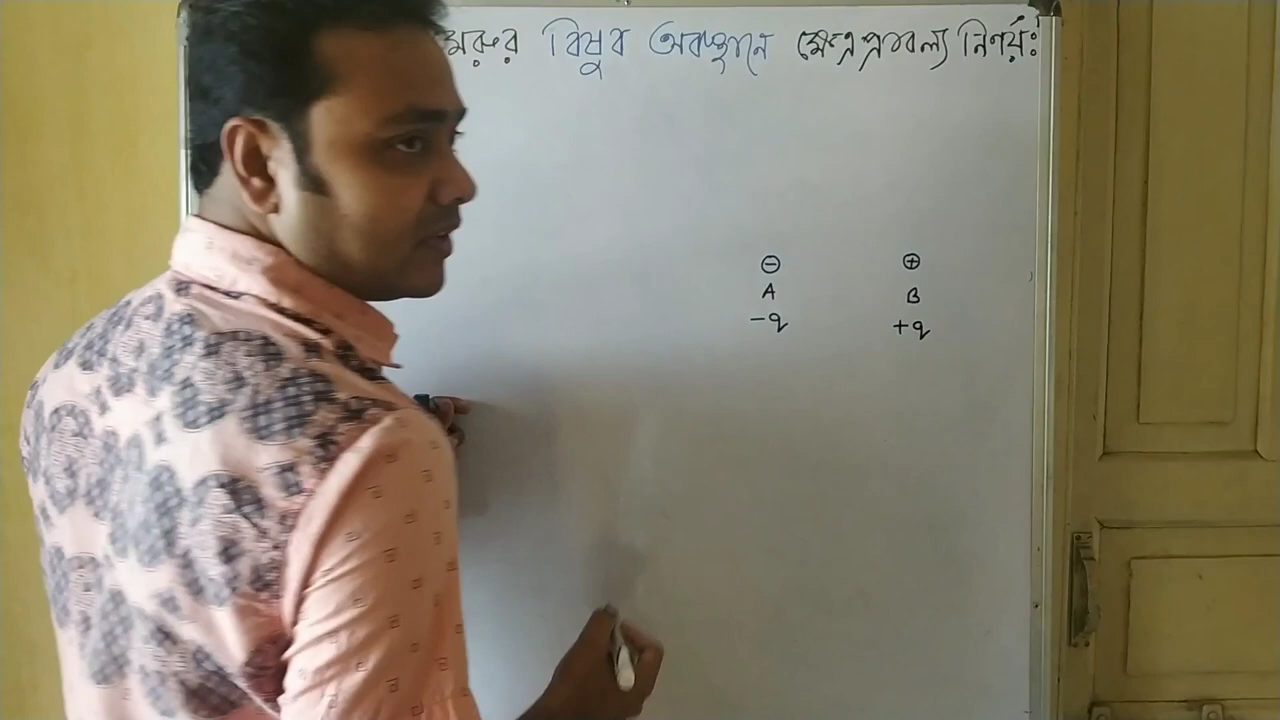 মেরুর বিষুব অবস্থানে ক্ষেত্রপ্রাবল্য নির্ণয়ঃ
⊖ ⊕
A B
-q +q